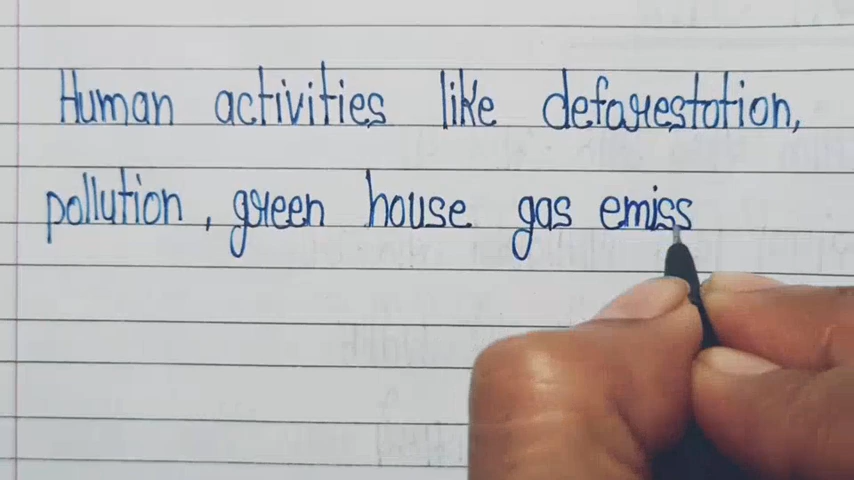 Human activities like deforestation,
pollution, green house gas emiss